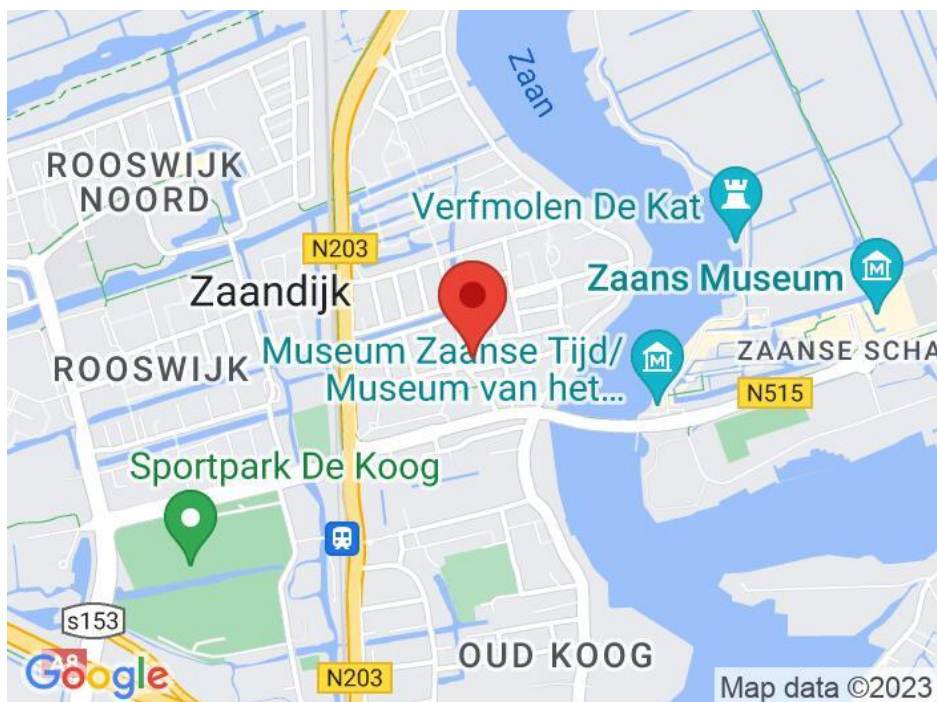 Zaan
ROOSWIJK
NOORD
Verfmolen De Kat
N203
Zaandijk
Zaans Museum
Museum Zaanse Tijd/
Museum van het...
ZAANSE SCHA
ROOSWIJK
N515
Sportpark De Koog
s153
A8
Google
OUD KOOG
N203
Map data ©2023